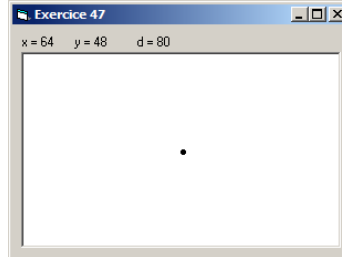 Exercice 47
x = 64 y = 48 d = 80